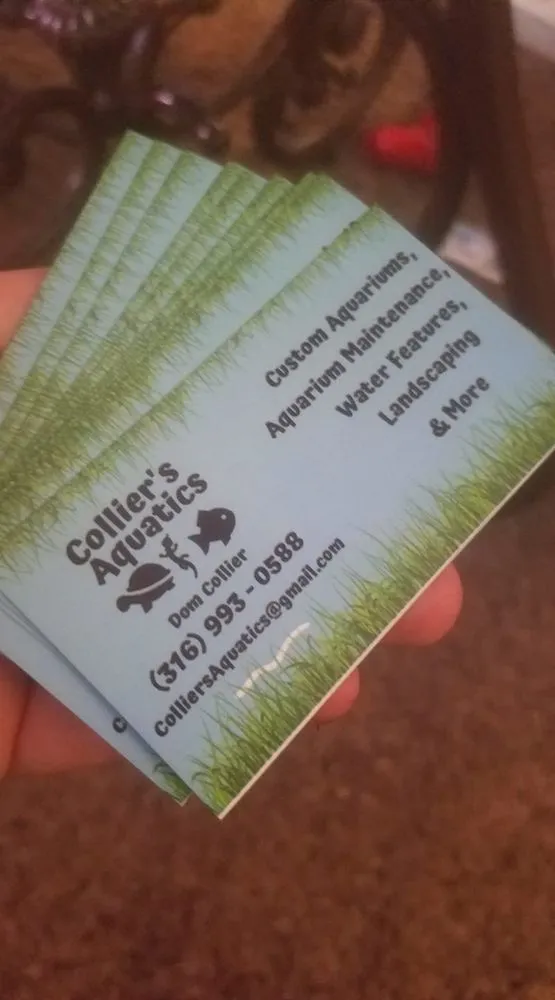 Custom Aquariums,
Aquarium Maintenance,
Water Features,
Landscaping
& More
Collier's
Aquatics
Dom Collier
(316) 993 - 0588
ColliersAquatics@gmail.com
C